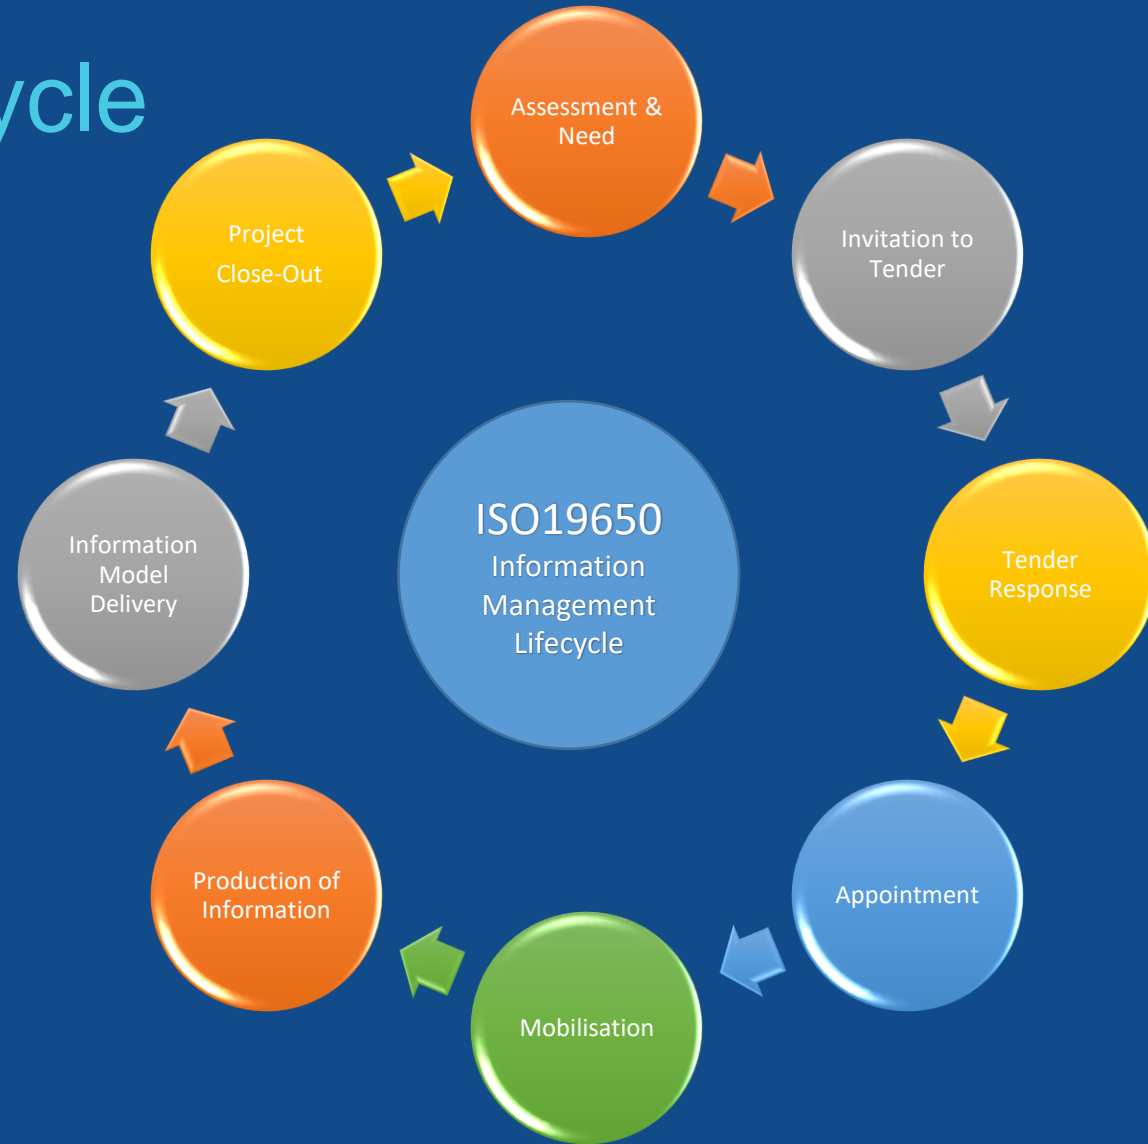 ycle
Assessment &
Need
Invitation to
Tender
Tender
Response
Appointment
Mobilisation
Production of
Information
Information
Model
Delivery
Project
Close-Out
ISO19650
Information
Management
Lifecycle